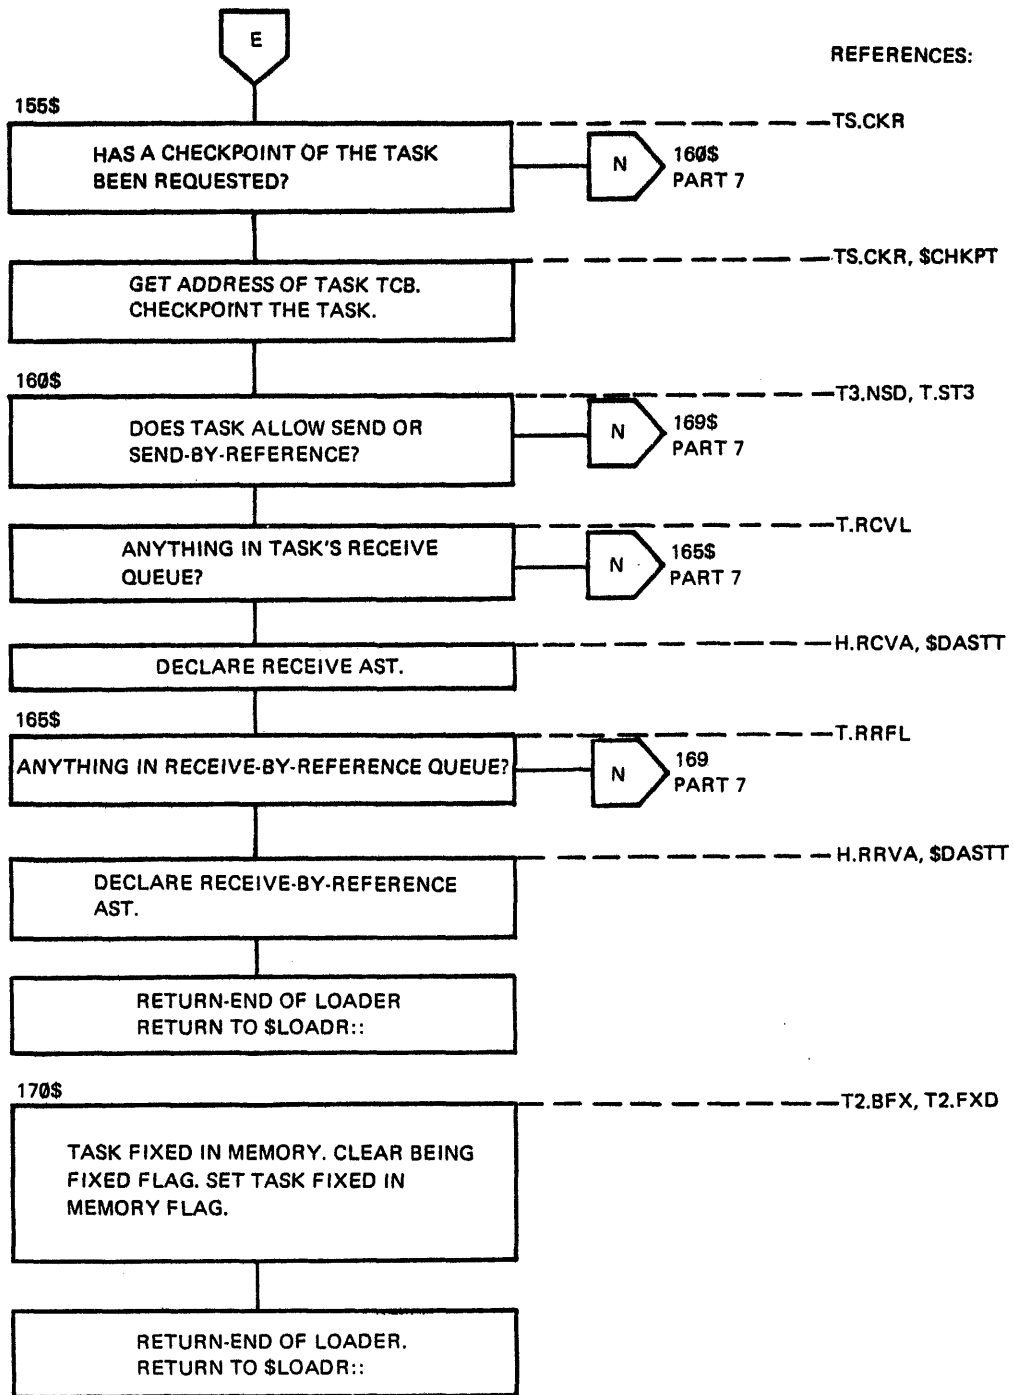 E
REFERENCES:
155$
TS.CKR
HAS A CHECKPOINT OF THE TASK
BEEN REQUESTED?
N
160$
PART 7
TS.CKR, $CHKPT
GET ADDRESS OF TASK TCB.
CHECKPOINT THE TASK.
160$
T3.NSD, T.ST3
DOES TASK ALLOW SEND OR
SEND-BY-REFERENCE?
N
169$
PART 7
T.RCVL
ANYTHING IN TASK'S RECEIVE
QUEUE?
N
165$
PART 7
H.RCVA, $DASTT
DECLARE RECEIVE AST.
165$
T.RRFL
ANYTHING IN RECEIVE-BY-REFERENCE QUEUE?
N
169
PART 7
H.RRVA, $DASTT
DECLARE RECEIVE-BY-REFERENCE
AST.
RETURN-END OF LOADER
RETURN TO $LOADR::
170$
T2.BFX, T2.FXD
TASK FIXED IN MEMORY. CLEAR BEING
FIXED FLAG. SET TASK FIXED IN
MEMORY FLAG.
RETURN-END OF LOADER.
RETURN TO $LOADR::